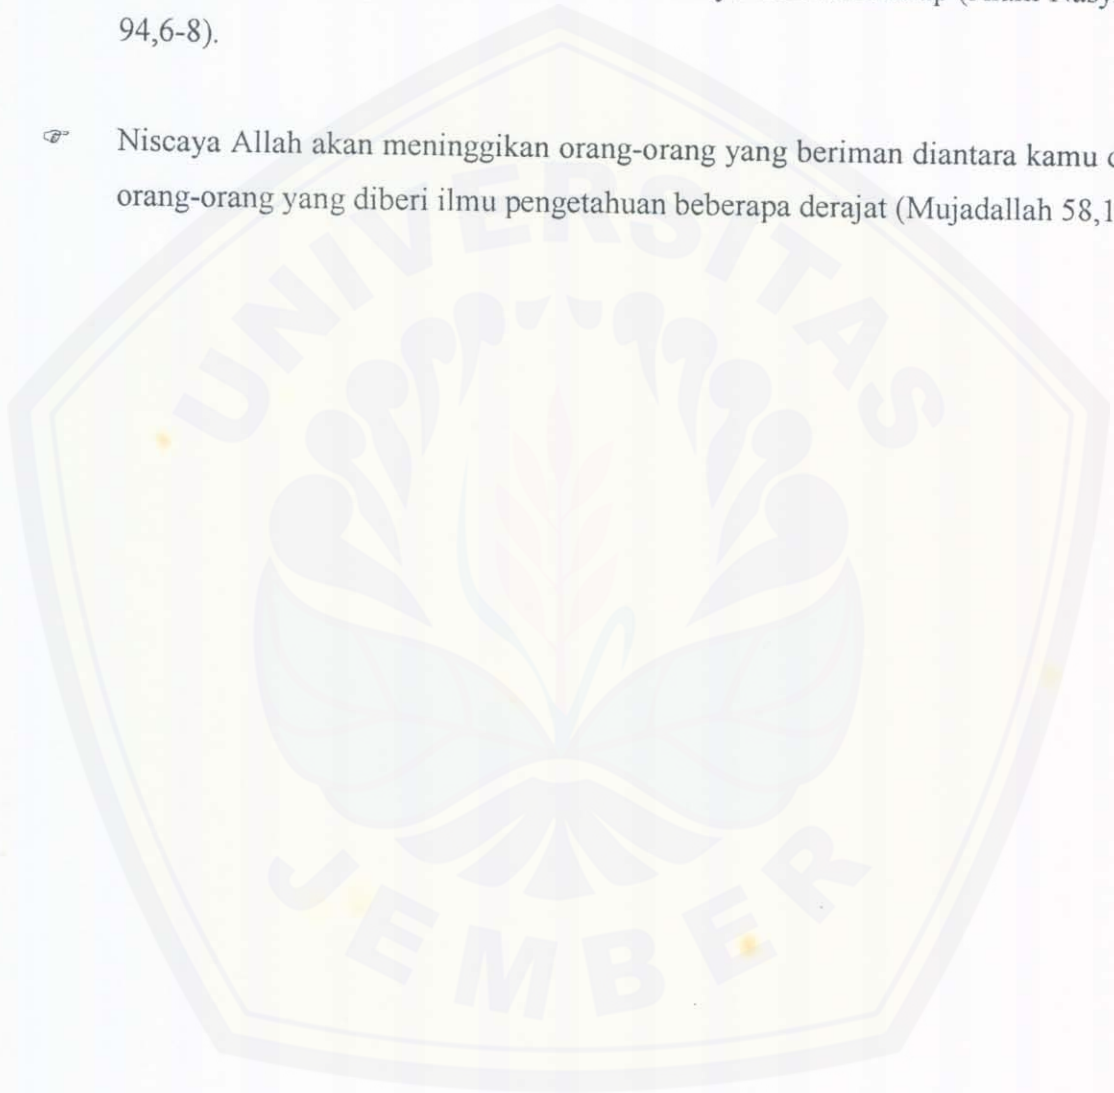 94,6-8).
☞ Niscaya Allah akan meninggikan orang-orang yang beriman diantara kamu
orang-orang yang diberi ilmu pengetahuan beberapa derajat (Mujadallah 58,1
UNIVERSITAS
JEMBER